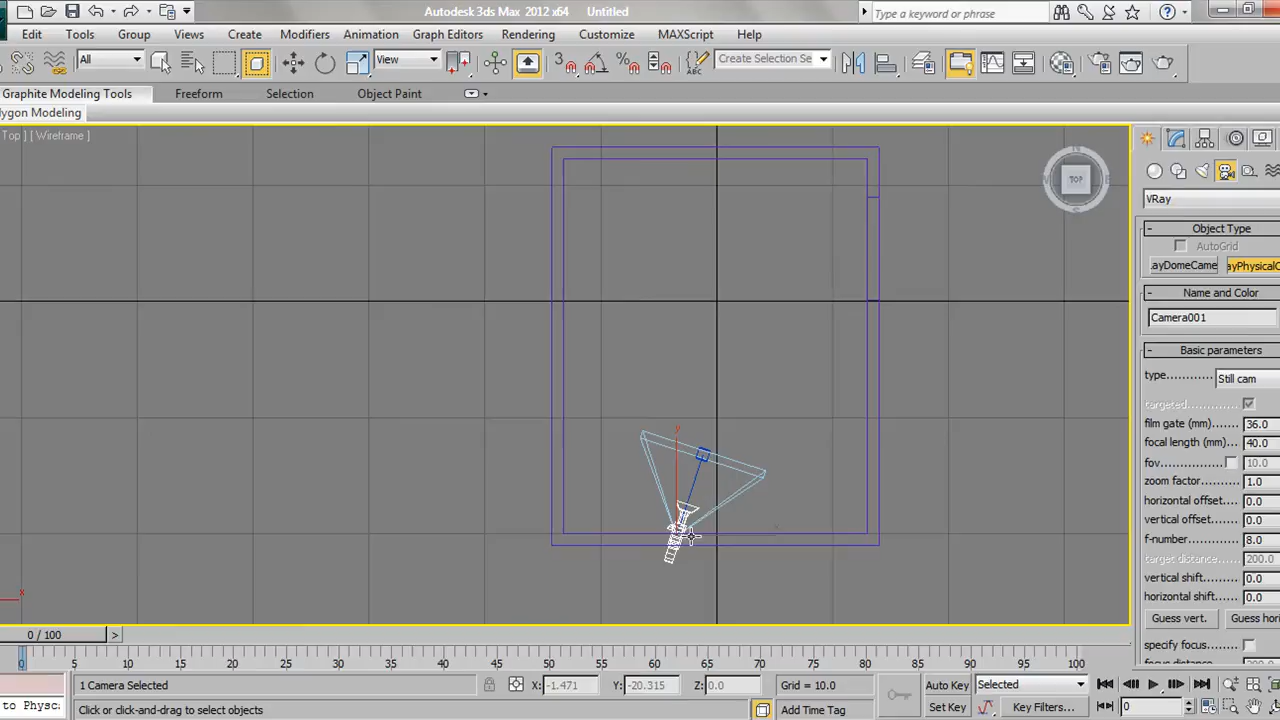 Autodesk 3ds Max 2012 x64 Untitled
Type a keyword or phrase
Edit Tools Group Views Create Modifiers Animation Graph Editors Rendering Customize MAXScript Help
All View 3 Create Selection Se
Graphite Modeling Tools Freeform Selection Object Paint
lygon Modeling
Top ] [ Wireframe ]
TOP
VRay
- Object Type
AutoGrid
ayDomeCame ayPhysicalC
- Name and Color
Camera001
- Basic parameters
type........... Still cam
targeted
film gate (mm) 36.0
focal length (mm) 40.0
fov 10.0
zoom factor 1.0
horizontal offset 0.0
vertical offset 0.0
f-number 8.0
target distance 200.0
vertical shift 0.0
horizontal shift 0.0
Guess vert. Guess hori
specify focus
focus distance 200.0
y
x
0 / 100 >
0 5 10 15 20 25 30 35 40 45 50 55 60 65 70 75 80 85 90 95 100
1 Camera Selected X: -1.471 Y: -20.315 Z: 0.0 Grid = 10.0 Auto Key Selected
to Physc Click or click-and-drag to select objects Add Time Tag Set Key Key Filters... 0